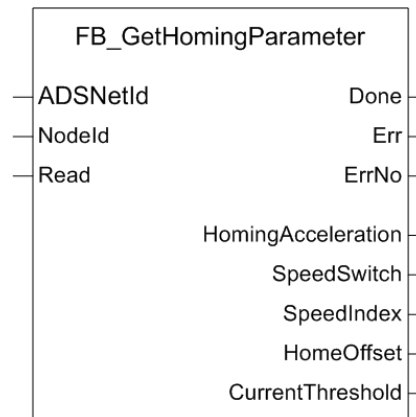 FB_GetHomingParameter
ADSNetId Done
NodeId Err
Read ErrNo
HomingAcceleration
SpeedSwitch
SpeedIndex
HomeOffset
CurrentThreshold